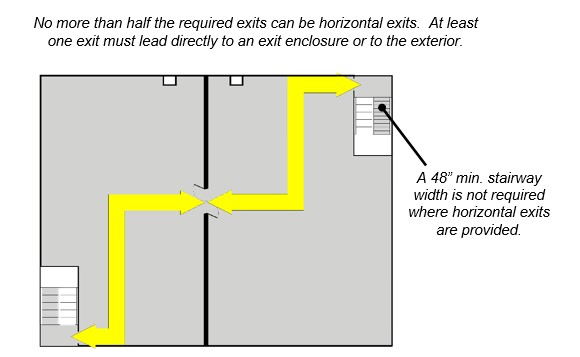 No more than half the required exits can be horizontal exits.  At least
one exit must lead directly to an exit enclosure or to the exterior.
A 48” min. stairway
width is not required
where horizontal exits
are provided.